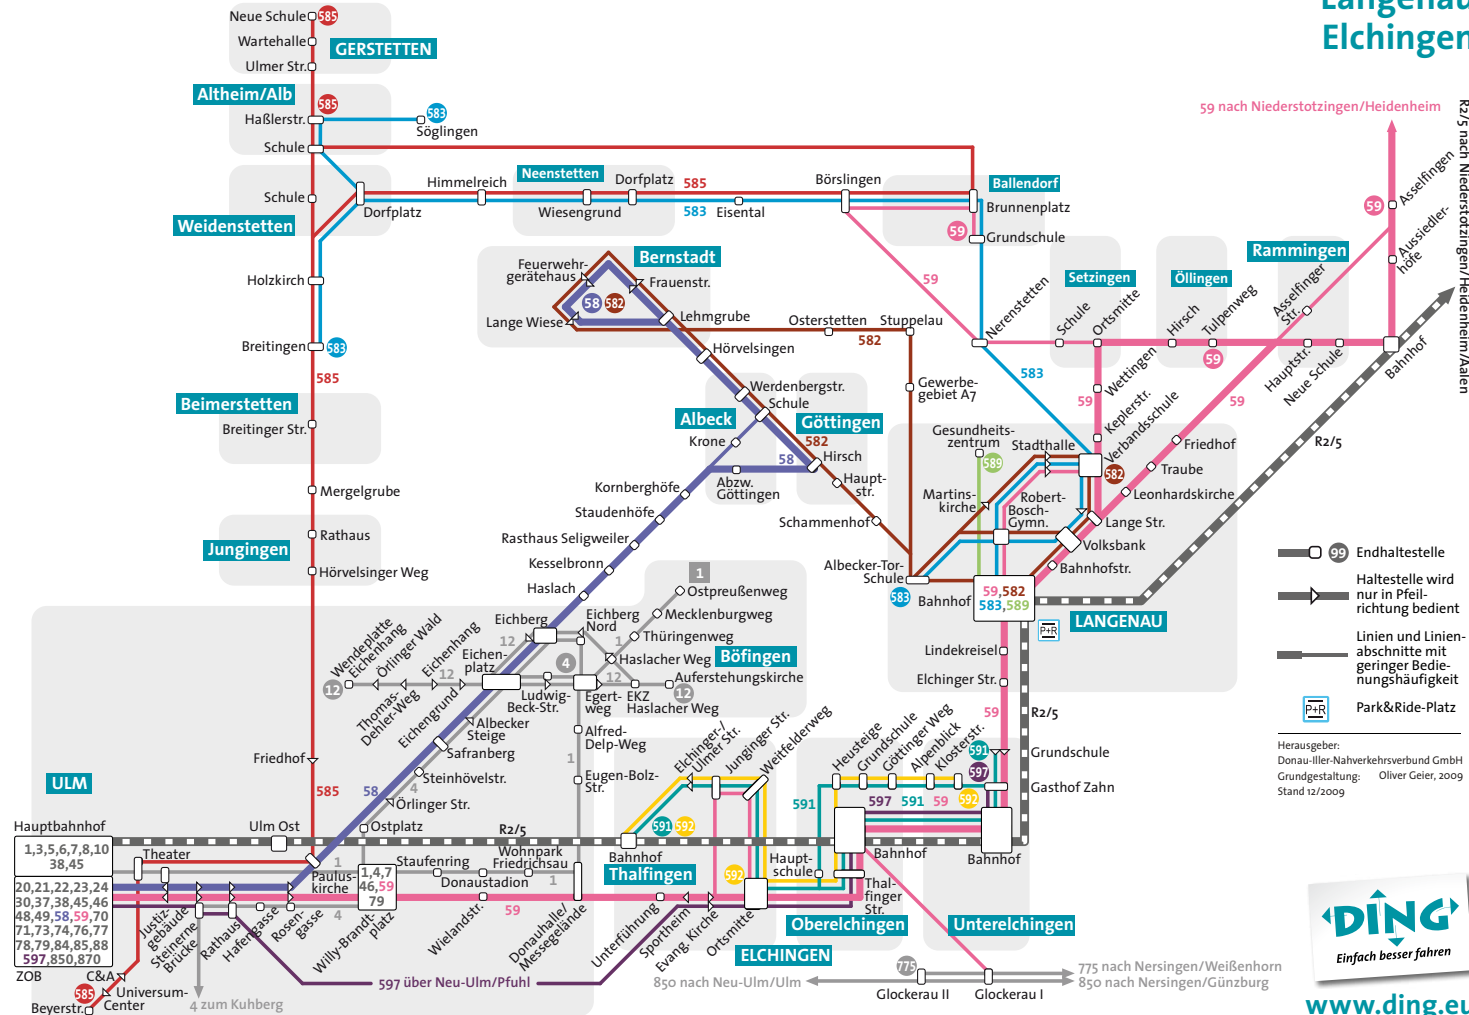 Langenau
Elchingen
Neue Schule
585
Wartehalle
GERSTETTEN
Ulmer Str.
Altheim/Alb
585
Haßlerstr.
583
Söglingen
Schule
59 nach Niederstotzingen/Heidenheim
R2/5 nach Niederstotzingen/Heidenheim/Aalen
Schule
Weidenstetten
Dorfplatz
Himmelreich
Neenstetten
Dorfplatz
585
Wiesengrund
583
Eisental
Börslingen
Ballendorf
Brunnenplatz
59
Grundschule
59
Asselfingen
59
Aussiedler-
höfe
Holzkirch
Breitingen
583
585
Feuerwehr-
gerätehaus
Bernstadt
Frauenstr.
58
582
Lange Wiese
Lehmgrube
Hörvelsingen
Osterstetten
Stuppelau
582
Gewerbe-
gebiet A7
Nerenstetten
Setzingen
Schule
Ortsmitte
Öllingen
Hirsch
Tulpenweg
59
Rammingen
Asselfinger
Str.
Hauptstr.
Neue Schule
Bahnhof
583
Wettingen
59
Keplerstr.
Verbandsschule
59
R2/5
Beimerstetten
Breitinger Str.
Mergelgrube
Rathaus
Jungingen
Hörvelsinger Weg
Werdenbergstr.
Schule
Albeck
Krone
Göttingen
582
58
Hirsch
Abzw.
Göttingen
Haupt-
str.
Schammenhof
Kornberghöfe
Staudenhöfe
Rasthaus Seligweiler
Kesselbronn
Haslach
Gesundheits-
zentrum
589
Stadthalle
582
Martins-
kirche
Robert-
Bosch-
Gymn.
Friedhof
Traube
Leonhardskirche
Lange Str.
Volksbank
Bahnhofstr.
Albecker-Tor-
Schule
583
Bahnhof
59,582
583,589
P+R
LANGENAU
Lindekreisel
Elchinger Str.
59
R2/5
99 Endhaltestelle
Haltestelle wird
nur in Pfeil-
richtung bedient
Linien und Linien-
abschnitte mit
geringer Bedie-
nungshäufigkeit
P+R Park&Ride-Platz
Herausgeber:
Donau-Iller-Nahverkehrsverbund GmbH
Grundgestaltung: Oliver Geier, 2009
Stand 12/2009
1
Ostpreußenweg
Mecklenburgweg
Thüringenweg
1
Eichberg
Eichberg
Nord
12
Haslacher Weg
Böfingen
Auferstehungskirche
12
12
EKZ
Haslacher Weg
Egert-
weg
4
Ludwig-
Beck-Str.
Eichen-
platz
Wendeplatte
Eichenhang
12
Örlinger Wald
Thomas-
Dehler-Weg
Eichenhang
12
Eichengrund
Albecker
Steige
Safranberg
Steinhövelstr.
4
Örlinger Str.
Ostplatz
Alfred-
Delp-Weg
1
Eugen-Bolz-
Str.
Friedhof
585
58
ULM
Hauptbahnhof
1,3,5,6,7,8,10
38,45
20,21,22,23,24
30,37,38,45,46
48,49,58,59,70
71,73,74,76,77
78,79,84,85,88
597,850,870
ZOB
Ulm Ost
R2/5
Theater
1
Paulus-
kirche
4
1,4,7
46,59
79
Staufenring
Donaustadion
Wohnpark
Friedrichsau
1
Wielandstr.
59
Justiz-
gebäude
Steinerne
Brücke
Rathaus
Hafengasse
Rosen-
gasse
Willy-Brandt-
platz
Donauhalle/
Messegelände
C&A
585
Universum-
Center
Beyerstr.
4 zum Kuhberg
597 über Neu-Ulm/Pfuhl
Elchinger-/
Ulmer Str.
Junginger Str.
Weitfelderweg
591
592
Bahnhof
Thalfingen
592
Unterführung
Sportheim
Evang. Kirche
Ortsmitte
ELCHINGEN
Heusteige
Grundschule
Göttinger Weg
Alpenblick
Klosterstr.
591
597
591
59
592
591
597
Grundschule
Gasthof Zahn
Bahnhof
Bahnhof
Haupt-
schule
Thal-
finger
Str.
Oberelchingen
Unterelchingen
850 nach Neu-Ulm/Ulm
775
Glockerau II
Glockerau I
775 nach Nersingen/Weißenhorn
850 nach Nersingen/Günzburg
DING
Einfach besser fahren
www.ding.eu